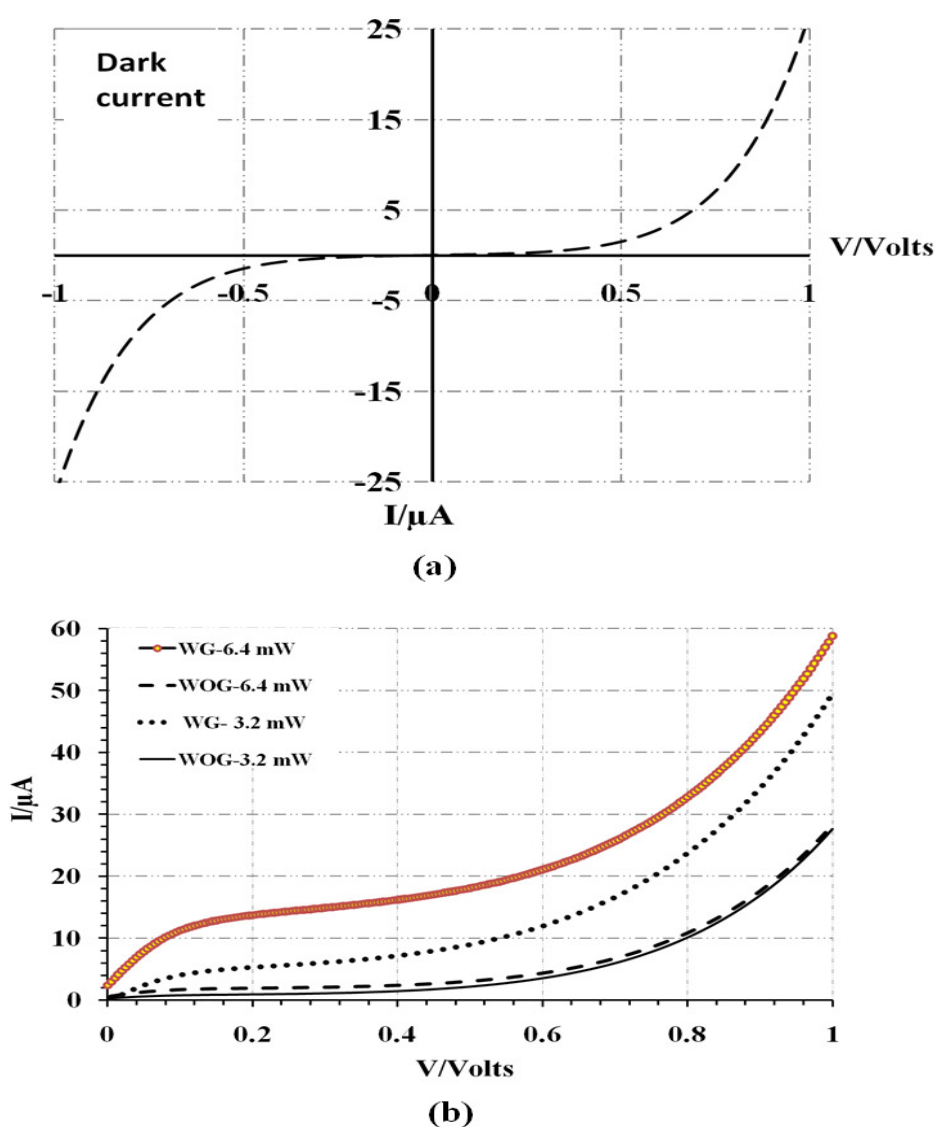 25
Dark
current
15
5
V/Volts
-1
-0.5
0
0.5
1
-5
-15
-25
I/μA
(a)
60
WG-6.4 mW
WOG-6.4 mW
50
WG- 3.2 mW
WOG-3.2 mW
40
I/μA
30
20
10
0
0
0.2
0.4
0.6
0.8
1
V/Volts
(b)